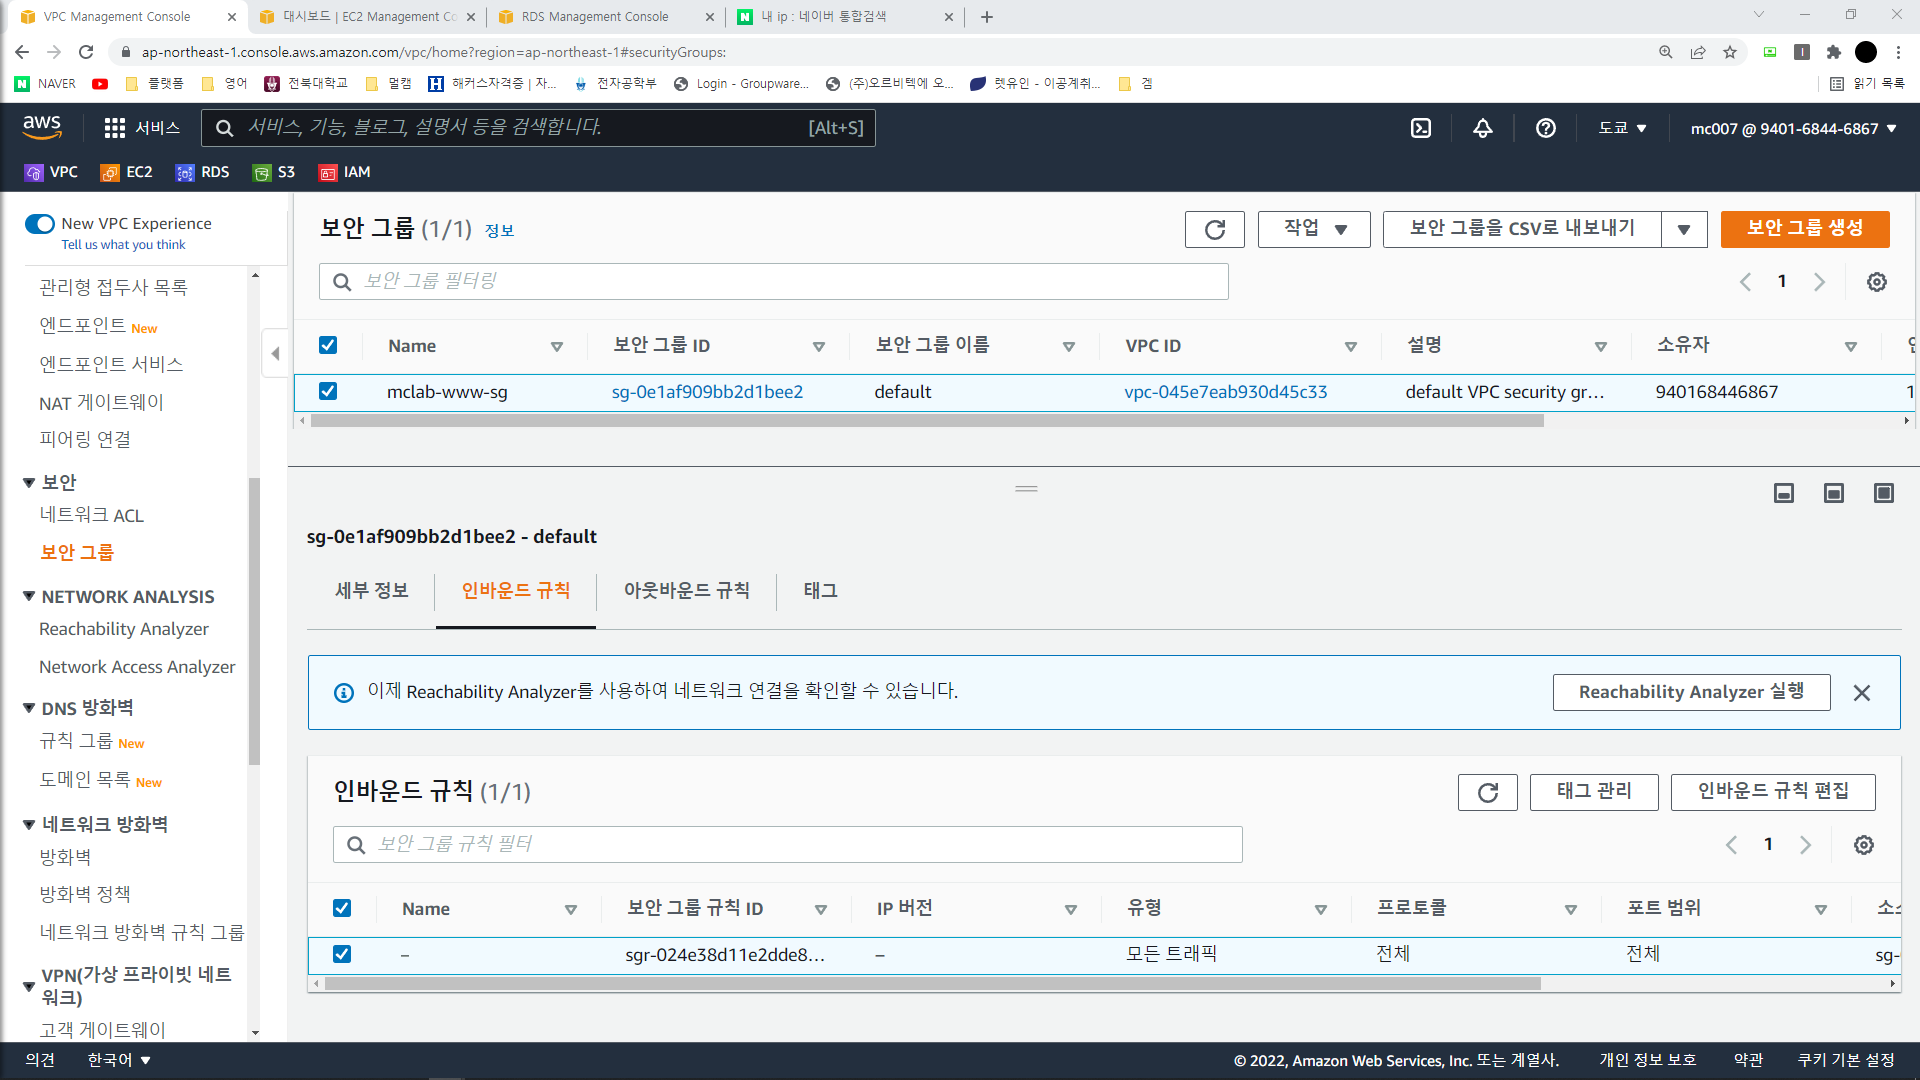 VPC Management Console
대시보드 | EC2 Management Co
RDS Management Console
내 ip : 네이버 통합검색
ap-northeast-1.console.aws.amazon.com/vpc/home?region=ap-northeast-1#securityGroups:
NAVER
플랫폼
영어
전북대학교
멀캠
해커스자격증 | 자...
전자공학부
Login - Groupware...
(주)오르비텍에 오...
렛유인 - 이공계취...
겜
읽기 목록
aws
서비스
서비스, 기능, 블로그, 설명서 등을 검색합니다.
[Alt+S]
도쿄
mc007 @ 9401-6844-6867
VPC
EC2
RDS
S3
IAM
New VPC Experience
Tell us what you think
관리형 접두사 목록
엔드포인트 New
엔드포인트 서비스
NAT 게이트웨이
피어링 연결
보안
네트워크 ACL
보안 그룹
NETWORK ANALYSIS
Reachability Analyzer
Network Access Analyzer
DNS 방화벽
규칙 그룹 New
도메인 목록 New
네트워크 방화벽
방화벽
방화벽 정책
네트워크 방화벽 규칙 그룹
VPN(가상 프라이빗 네트
워크)
고객 게이트웨이
보안 그룹 (1/1) 정보
작업
보안 그룹을 CSV로 내보내기
보안 그룹 생성
보안 그룹 필터링
1
Name
보안 그룹 ID
보안 그룹 이름
VPC ID
설명
소유자
mclab-www-sg
sg-0e1af909bb2d1bee2
default
vpc-045e7eab930d45c33
default VPC security gr...
940168446867
1
sg-0e1af909bb2d1bee2 - default
세부 정보
인바운드 규칙
아웃바운드 규칙
태그
이제 Reachability Analyzer를 사용하여 네트워크 연결을 확인할 수 있습니다.
Reachability Analyzer 실행
인바운드 규칙 (1/1)
태그 관리
인바운드 규칙 편집
보안 그룹 규칙 필터
1
Name
보안 그룹 규칙 ID
IP 버전
유형
프로토콜
포트 범위
–
sgr-024e38d11e2dde8...
–
모든 트래픽
전체
전체
sg-
의견
한국어
© 2022, Amazon Web Services, Inc. 또는 계열사.
개인 정보 보호
약관
쿠키 기본 설정